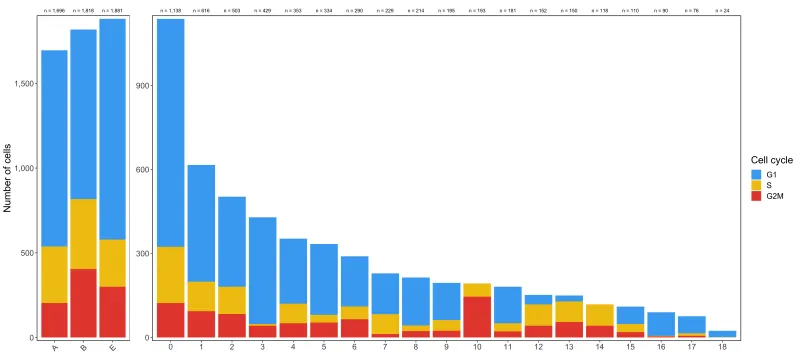 n = 1,696 n = 1,818 n = 1,881 n = 1,138 n = 616 n = 503 n = 429 n = 353 n = 334 n = 290 n = 229 n = 214 n = 195 n = 193 n = 181 n = 152 n = 150 n = 118 n = 110 n = 90 n = 76 n = 24
Number of cells
1,500
1,000
500
0
900
600
300
0
A B E
0 1 2 3 4 5 6 7 8 9 10 11 12 13 14 15 16 17 18
Cell cycle
G1
S
G2M